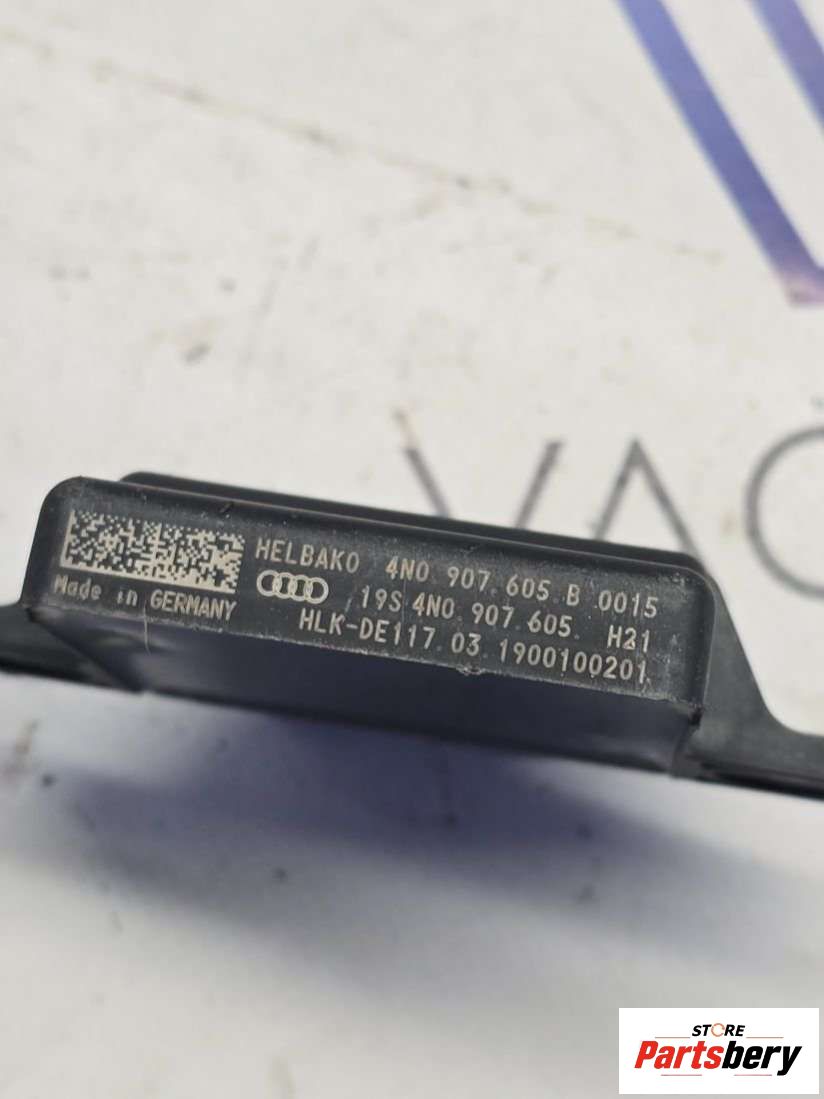 VAG
HELBAKO 4N0 907 605 B 0015
19S 4N0 907 605 H21
Made in GERMANY
HLK-DE117 03 1900100201
STORE
Partsbery